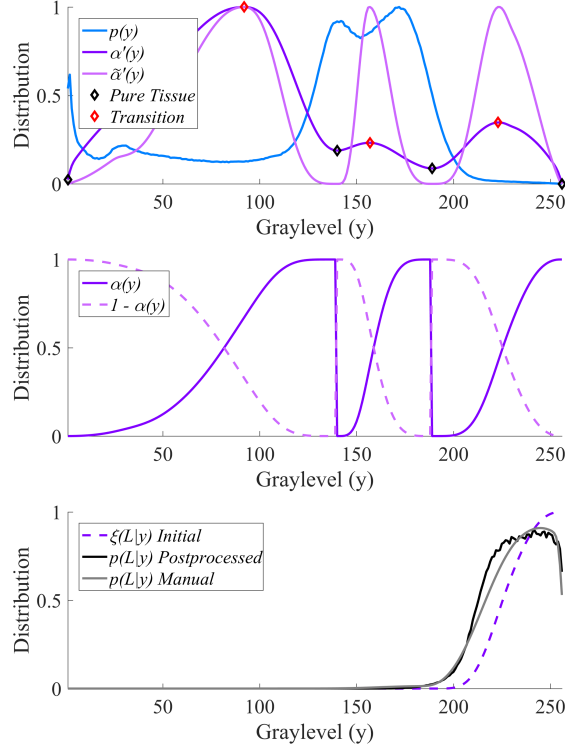 1
0.5
0
Distribution
50
100
150
200
250
Graylevel (y)
p(y)
α′(y)
α̃′(y)
Pure Tissue
Transition
1
0.5
0
Distribution
50
100
150
200
250
Graylevel (y)
α(y)
1 - α(y)
1
0.5
0
Distribution
50
100
150
200
250
Graylevel (y)
ξ(L|y) Initial
p(L|y) Postprocessed
p(L|y) Manual